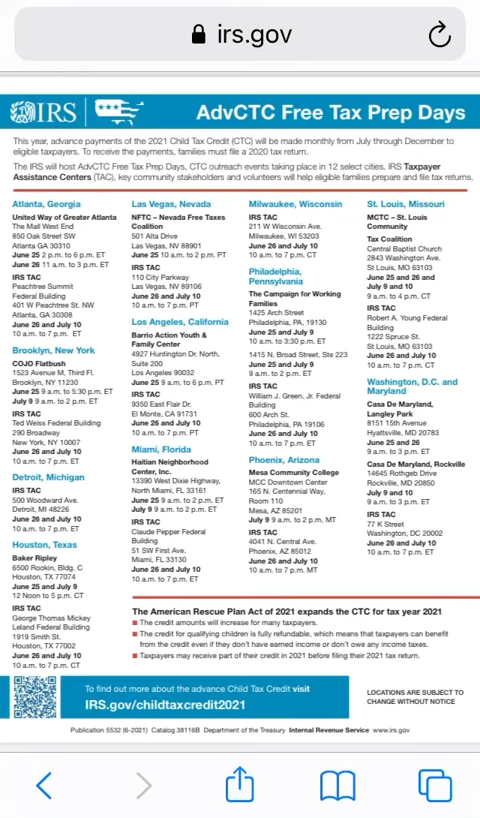 irs.gov
IRS
AdvCTC Free Tax Prep Days
This year, advance payments of the 2021 Child Tax Credit (CTC) will be made monthly from July through December to
eligible taxpayers. To receive the payments, families must file a 2020 tax return.
The IRS will host AdvCTC Free Tax Prep Days, CTC outreach events taking place in 12 select cities. IRS Taxpayer
Assistance Centers (TAC), key community stakeholders and volunteers will help eligible families prepare and file tax returns.
Atlanta, Georgia
United Way of Greater Atlanta
The Mall West End
850 Oak Street SW
Atlanta GA 30310
June 25 2 p.m. to 6 p.m. ET
June 26 11 a.m. to 3 p.m. ET
IRS TAC
Peachtree Summit
Federal Building
401 W Peachtree St. NW
Atlanta, GA 30308
June 26 and July 10
10 a.m. to 7 p.m. ET
Brooklyn, New York
COJO Flatbush
1523 Avenue M, Third Fl.
Brooklyn, NY 11230
June 25 9 a.m. to 5:30 p.m. ET
July 9 9 a.m. to 2 p.m. ET
IRS TAC
Ted Weiss Federal Building
290 Broadway
New York, NY 10007
June 26 and July 10
10 a.m. to 7 p.m. ET
Detroit, Michigan
IRS TAC
500 Woodward Ave.
Detroit, MI 48226
June 26 and July 10
10 a.m. to 7 p.m. ET
Houston, Texas
Baker Ripley
6500 Rookin, Bldg. C
Houston, TX 77074
June 25 and July 9
12 Noon to 5 p.m. CT
IRS TAC
George Thomas Mickey
Leland Federal Building
1919 Smith St.
Houston, TX 77002
June 26 and July 10
10 a.m. to 7 p.m. CT
Las Vegas, Nevada
NFTC – Nevada Free Taxes
Coalition
501 Alta Drive
Las Vegas, NV 88901
June 25 10 a.m. to 2 p.m. PT
IRS TAC
110 City Parkway
Las Vegas, NV 89106
June 26 and July 10
10 a.m. to 7 p.m. PT
Los Angeles, California
Barrio Action Youth &
Family Center
4927 Huntington Dr. North,
Suite 200
Los Angeles 90032
June 25 9 a.m. to 6 p.m. PT
IRS TAC
9350 East Flair Dr.
El Monte, CA 91731
June 26 and July 10
10 a.m. to 7 p.m. PT
Miami, Florida
Haitian Neighborhood
Center, Inc.
13390 West Dixie Highway,
North Miami, FL 33161
June 25 9 a.m. to 2 p.m. ET
July 9 9 a.m. to 2 p.m. ET
IRS TAC
Claude Pepper Federal
Building
51 SW First Ave.
Miami, FL 33130
June 26 and July 10
10 a.m. to 7 p.m. ET
Milwaukee, Wisconsin
IRS TAC
211 W Wisconsin Ave.
Milwaukee, WI 53203
June 26 and July 10
10 a.m. to 7 p.m. CT
Philadelphia,
Pennsylvania
The Campaign for Working
Families
1425 Arch Street
Philadelphia, PA, 19130
June 25 and July 9
10 a.m. to 3:30 p.m. ET
1415 N. Broad Street, Ste 223
June 25 and July 9
9 a.m. to 2 p.m. ET
IRS TAC
William J. Green, Jr. Federal
Building
600 Arch St.
Philadelphia, PA 19106
June 26 and July 10
10 a.m. to 7 p.m. ET
Phoenix, Arizona
Mesa Community College
MCC Downtown Center
165 N. Centennial Way,
Room 110
Mesa, AZ 85201
July 9 9 a.m. to 2 p.m. MT
IRS TAC
4041 N. Central Ave.
Phoenix, AZ 85012
June 26 and July 10
10 a.m. to 7 p.m. MT
St. Louis, Missouri
MCTC – St. Louis
Community
Tax Coalition
Central Baptist Church
2843 Washington Ave.
St Louis, MO 63103
June 25 and 26 and
July 9 and 10
9 a.m. to 4 p.m. CT
IRS TAC
Robert A. Young Federal
Building
1222 Spruce St.
St Louis, MO 63103
June 26 and July 10
10 a.m. to 7 p.m. CT
Washington, D.C. and
Maryland
Casa De Maryland,
Langley Park
8151 15th Avenue
Hyattsville, MD 20783
June 25 and 26
9 a.m. to 3 p.m. ET
Casa De Maryland, Rockville
14645 Rothgeb Drive
Rockville, MD 20850
July 9 and 10
9 a.m. to 3 p.m. ET
IRS TAC
77 K Street
Washington, DC 20002
June 26 and July 10
10 a.m. to 7 p.m. ET
The American Rescue Plan Act of 2021 expands the CTC for tax year 2021
The credit amounts will increase for many taxpayers.
The credit for qualifying children is fully refundable, which means that taxpayers can benefit
from the credit even if they don't have earned income or don't owe any income taxes.
Taxpayers may receive part of their credit in 2021 before filing their 2021 tax return.
To find out more about the advance Child Tax Credit visit
IRS.gov/childtaxcredit2021
LOCATIONS ARE SUBJECT TO
CHANGE WITHOUT NOTICE
Publication 5532 (6-2021) Catalog 38116B Department of the Treasury Internal Revenue Service www.irs.gov